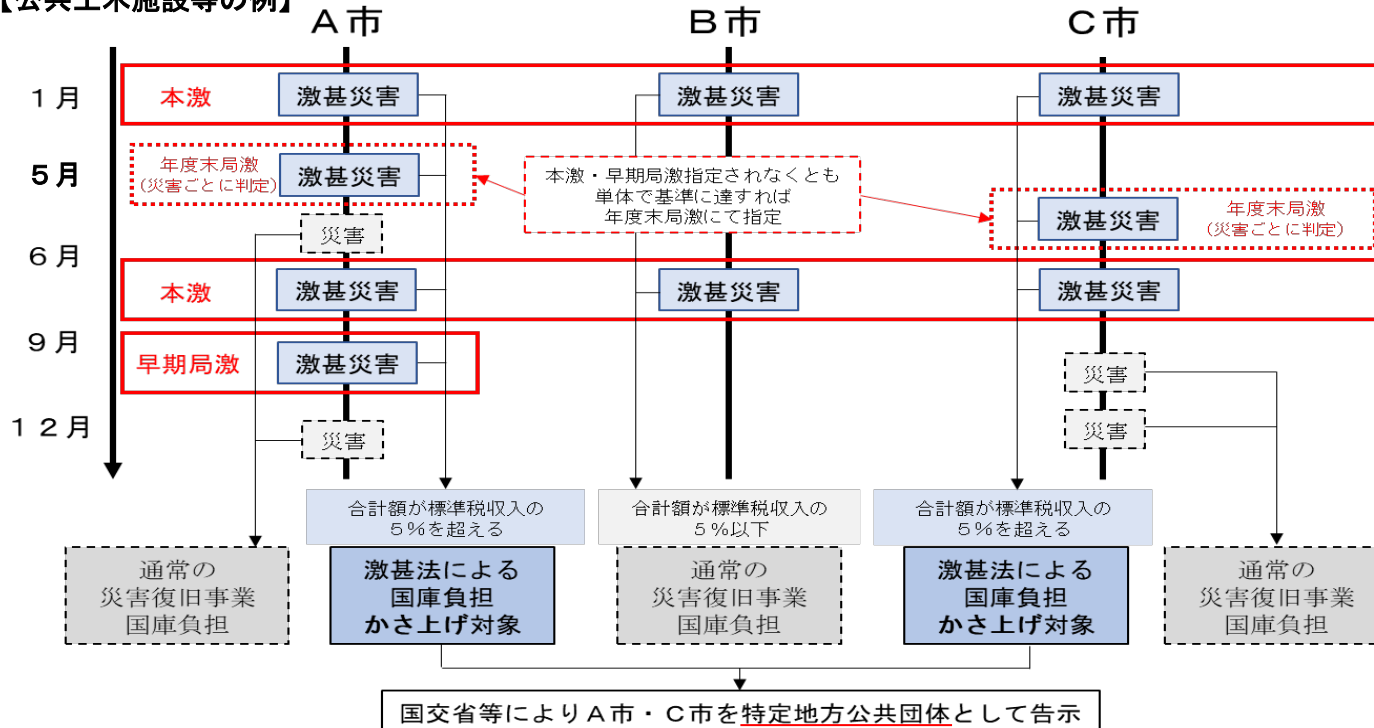 【公共土木施設等の例】
A市
B市
C市
1月
本激
激甚災害
激甚災害
激甚災害
5月
年度末局激
(災害ごとに判定)
激甚災害
本激・早期局激指定されなくとも
単体で基準に達すれば
年度末局激にて指定
激甚災害
年度末局激
(災害ごとに判定)
災害
6月
本激
激甚災害
激甚災害
激甚災害
9月
早期局激
激甚災害
災害
12月
災害
災害
合計額が標準税収入の
5%を超える
合計額が標準税収入の
5%以下
合計額が標準税収入の
5%を超える
通常の
災害復旧事業
国庫負担
激甚法による
国庫負担
かさ上げ対象
通常の
災害復旧事業
国庫負担
激甚法による
国庫負担
かさ上げ対象
通常の
災害復旧事業
国庫負担
国交省等によりA市・C市を特定地方公共団体として告示